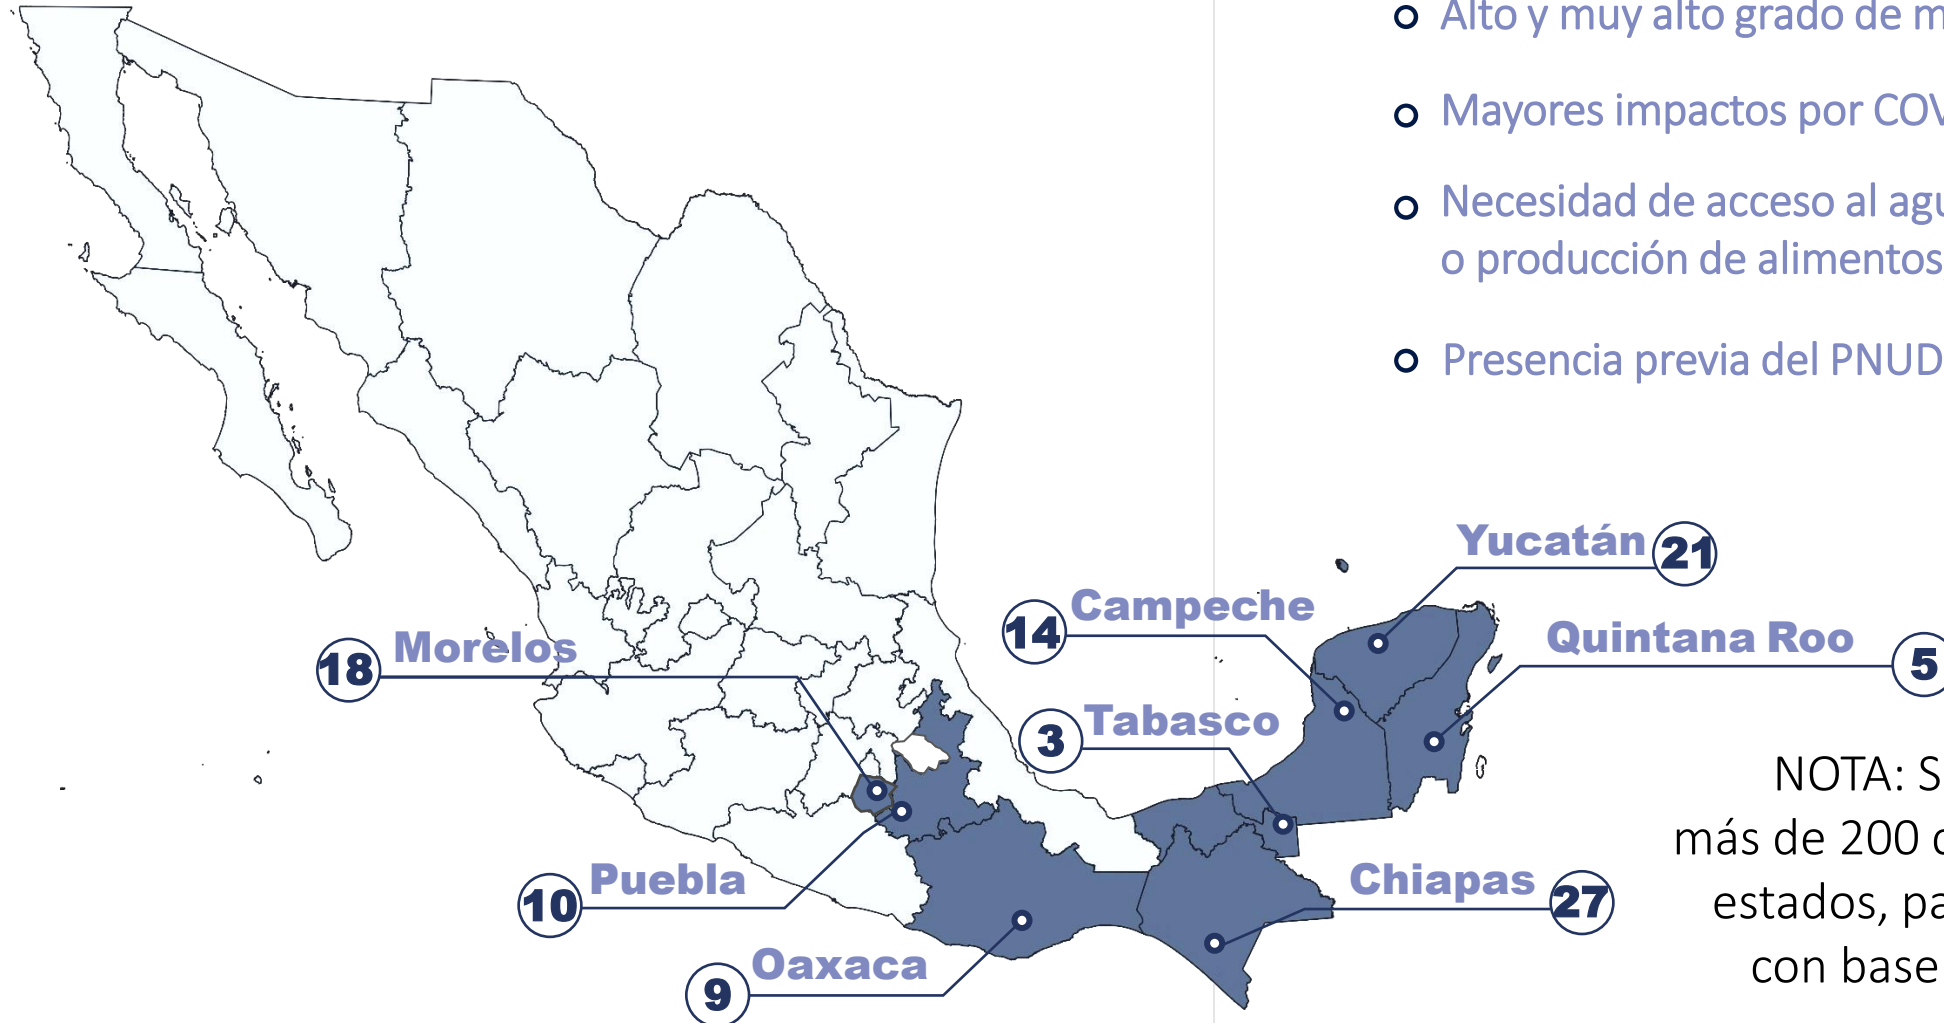 Alto y muy alto grado de m
Mayores impactos por COV
Necesidad de acceso al agu
o producción de alimentos
Presencia previa del PNUD
Yucatán 21
14 Campeche
Quintana Roo 5
18 Morelos
3 Tabasco
Puebla
10
Chiapas 27
Oaxaca
9
NOTA: S
más de 200
estados, pa
con base